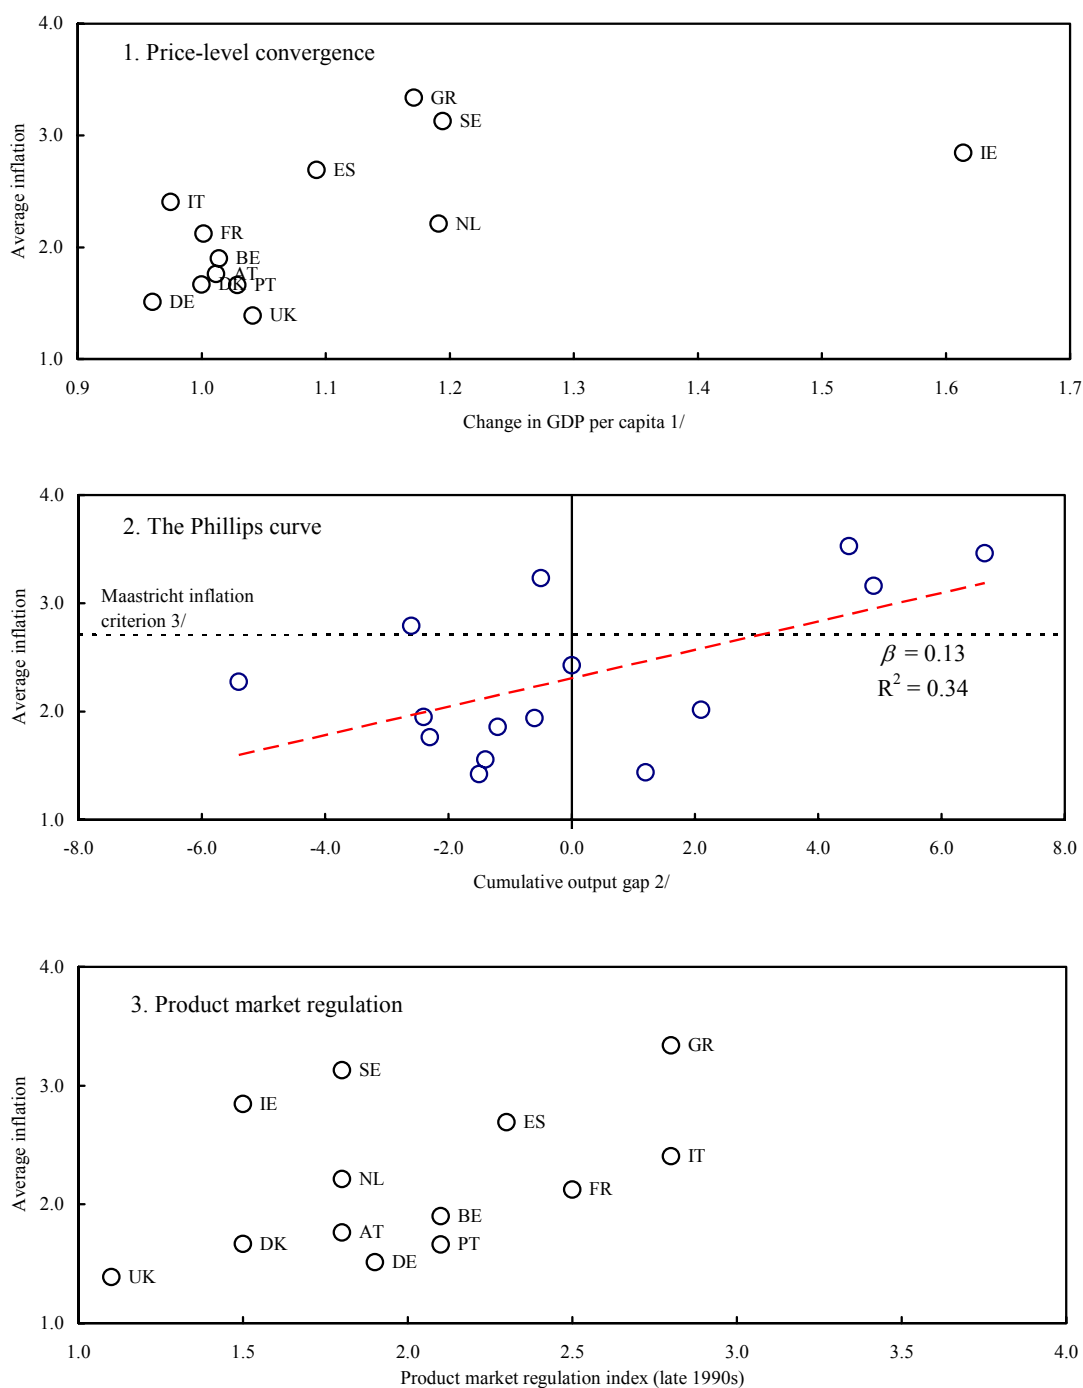 4.0
1. Price-level convergence
GR
SE
3.0
IE
ES
IT
NL
FR
2.0
BE
AT
DK
PT
DE
UK
1.0
0.9 1.0 1.1 1.2 1.3 1.4 1.5 1.6 1.7
Change in GDP per capita 1/
Average inflation
4.0
2. The Phillips curve
3.0
Maastricht inflation
criterion 3/
β = 0.13
R² = 0.34
2.0
1.0
-8.0 -6.0 -4.0 -2.0 0.0 2.0 4.0 6.0 8.0
Cumulative output gap 2/
Average inflation
4.0
3. Product market regulation
GR
SE
3.0
IE
ES
IT
NL
FR
2.0
BE
AT
DK
PT
DE
UK
1.0
1.0 1.5 2.0 2.5 3.0 3.5 4.0
Product market regulation index (late 1990s)
Average inflation